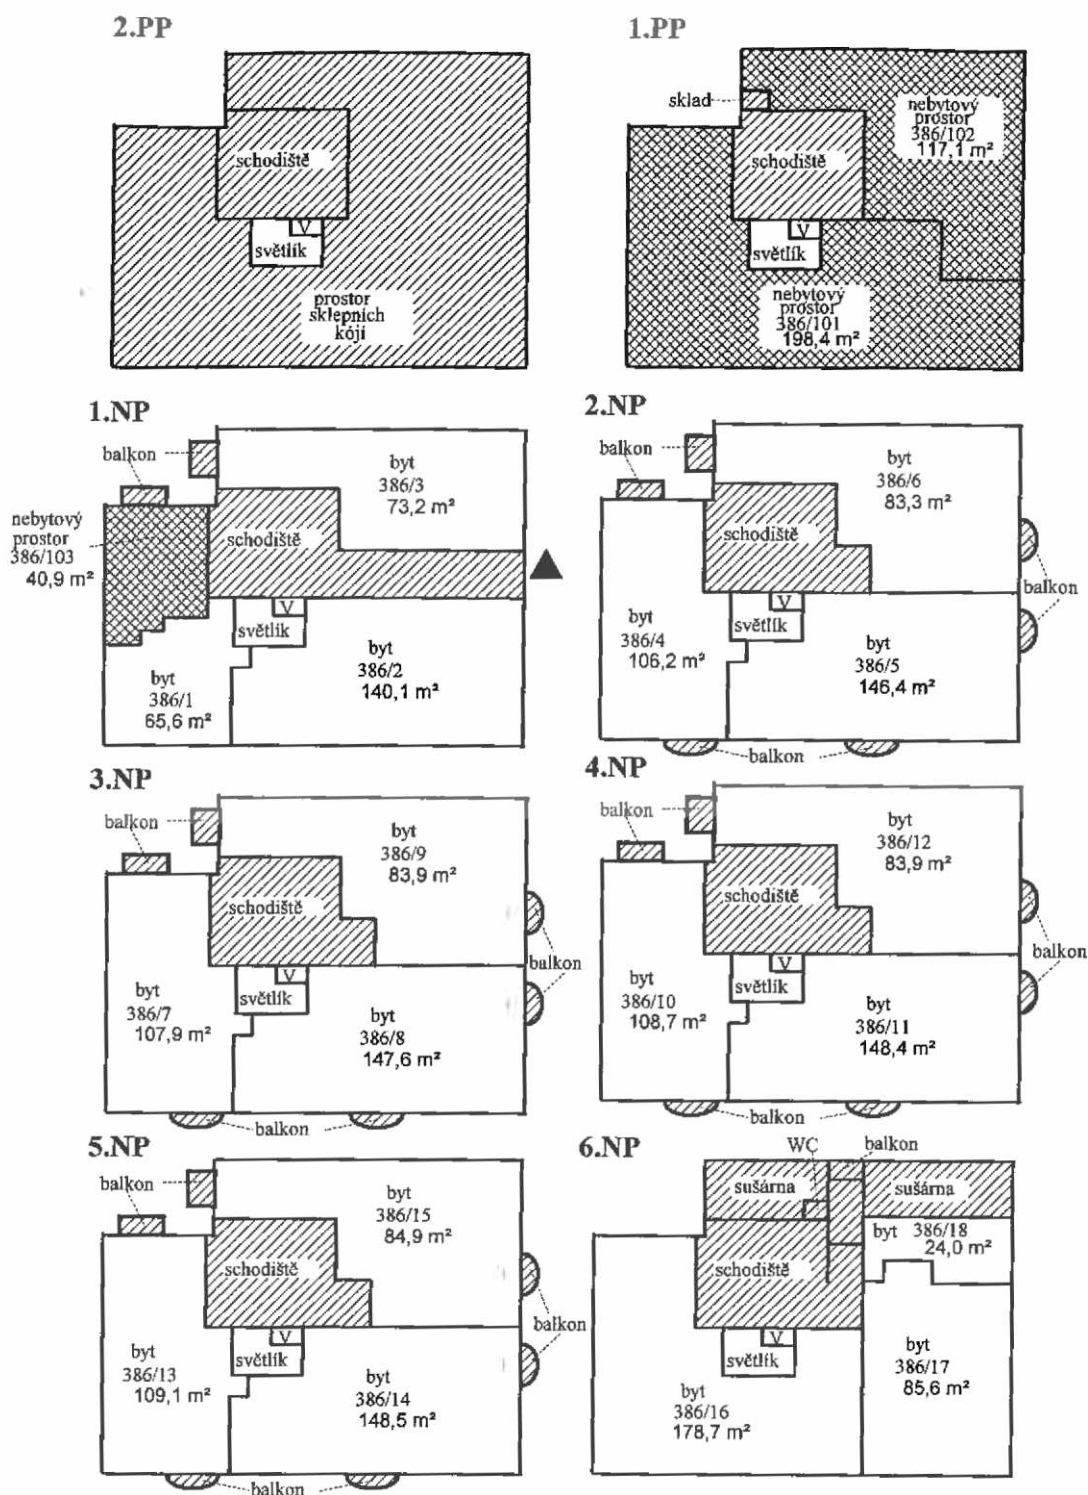 2.PP
schodiště
V
světlík
prostor
sklepních
kójí
1.PP
sklad
nebytový
prostor
386/102
117,1 m²
schodiště
V
světlík
nebytový
prostor
386/101
198,4 m²
1.NP
balkon
byt
386/3
73,2 m²
nebytový
prostor
386/103
40,9 m²
schodiště
V
světlík
byt
386/2
140,1 m²
byt
386/1
65,6 m²
2.NP
balkon
byt
386/6
83,3 m²
schodiště
balkon
V
světlík
byt
386/4
106,2 m²
byt
386/5
146,4 m²
balkon
3.NP
balkon
byt
386/9
83,9 m²
schodiště
balkon
V
světlík
byt
386/7
107,9 m²
byt
386/8
147,6 m²
balkon
4.NP
balkon
byt
386/12
83,9 m²
schodiště
balkon
V
světlík
byt
386/10
108,7 m²
byt
386/11
148,4 m²
balkon
5.NP
balkon
byt
386/15
84,9 m²
schodiště
balkon
V
světlík
byt
386/13
109,1 m²
byt
386/14
148,5 m²
balkon
6.NP
WC
balkon
sušárna
sušárna
byt 386/18
24,0 m²
schodiště
V
světlík
byt
386/17
85,6 m²
byt
386/16
178,7 m²